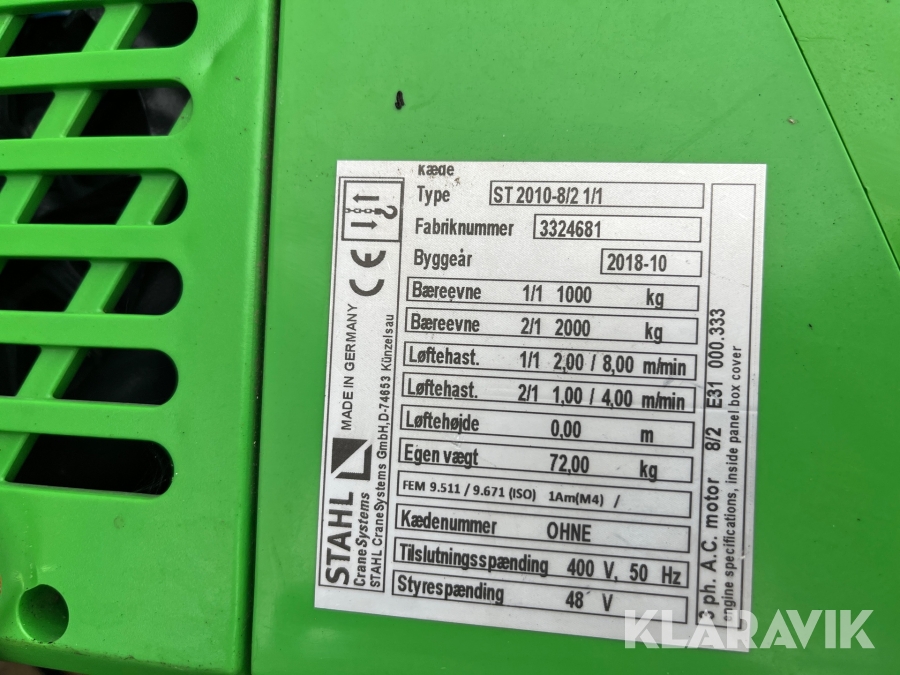 Kæde
Type ST 2010-8/2 1/1
Fabriknummer 3324681
Byggeår 2018-10
Bæreevne 1/1 1000 kg
Bæreevne 2/1 2000 kg
Løftehast. 1/1 2,00 / 8,00 m/min
Løftehast. 2/1 1,00 / 4,00 m/min
Løftehøjde 0,00 m
Egen vægt 72,00 kg
FEM 9.511 / 9.671 (ISO) 1Am(M4) /
Kædenummer OHNE
Tilslutningsspænding 400 V, 50 Hz
Styrespænding 48 V
CE
MADE IN GERMANY
STAHL
CraneSystems
STAHL CraneSystems GmbH,D-74653 Künzelsau
3 ph. A.C. motor 8/2 E31 000.333
engine specifications, inside panel box cover
KLARAVIK